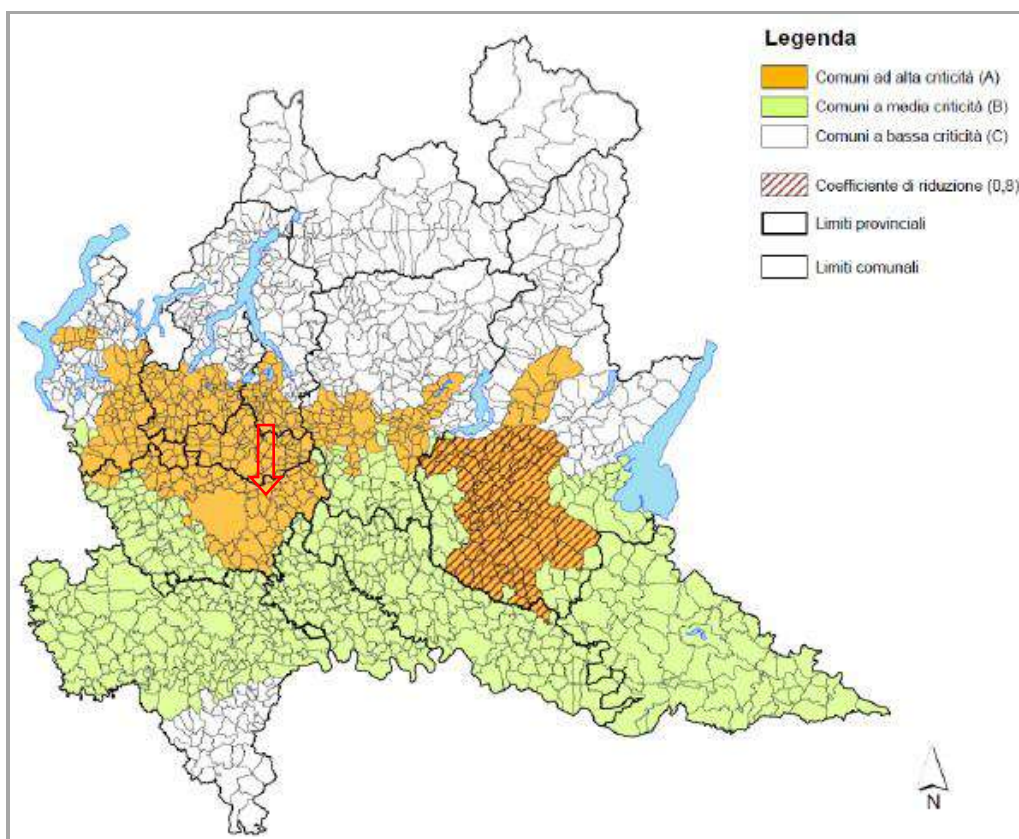 Legenda
Comuni ad alta criticità (A)
Comuni a media criticità (B)
Comuni a bassa criticità (C)
Coefficiente di riduzione (0,8)
Limiti provinciali
Limiti comunali
N